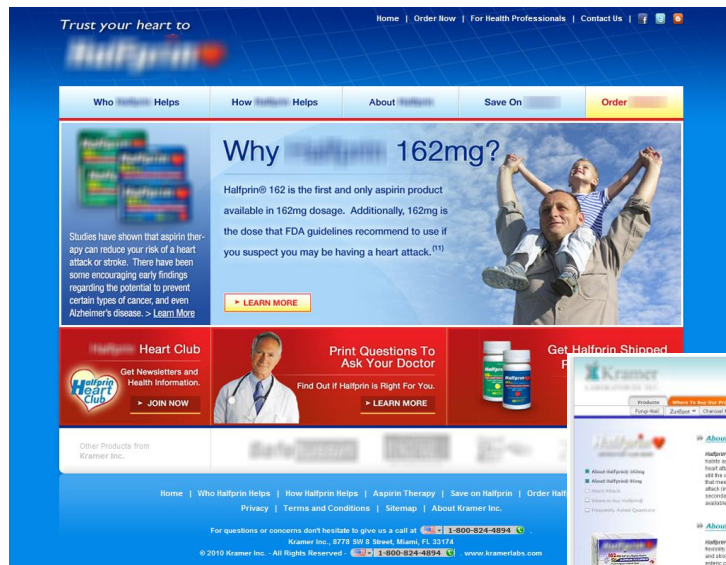 Trust your heart to
Home | Order Now | For Health Professionals | Contact Us |
Who Helps
How Helps
About
Save On
Order
Why 162mg?
Halfprin® 162 is the first and only aspirin product
available in 162mg dosage. Additionally, 162mg is
the dose that FDA guidelines recommend to use if
you suspect you may be having a heart attack.(11)
► LEARN MORE
Studies have shown that aspirin ther-
apy can reduce your risk of a heart
attack or stroke. There have been
some encouraging early findings
regarding the potential to prevent
certain types of cancer, and even
Alzheimer's disease. > Learn More
Heart Club
Get Newsletters and
Health Information.
► JOIN NOW
Halfprin
Heart
Club
Print Questions To
Ask Your Doctor
Find Out if Halfprin is Right For You.
► LEARN MORE
Get Halfprin Shipped
Other Products from
Kramer Inc.
Home | Who Halfprin Helps | How Halfprin Helps | Aspirin Therapy | Save on Halfprin | Order Half
Privacy | Terms and Conditions | Sitemap | About Kramer Inc.
For questions or concerns don't hesitate to give us a call at 1-800-824-4894 .
Kramer Inc., 8778 SW 8 Street, Miami, FL 33174
© 2010 Kramer Inc. - All Rights Reserved - 1-800-824-4894 . www.kramerlabs.com
Kramer
Products
Where To Buy Our Pr
Fungi-Nail
ZunSpot
Charcoal
About
About Halfprin® 162mg
About Halfprin® 81mg
Heart Attack
Where to Buy Halfprin®
Frequently Asked Questions
About